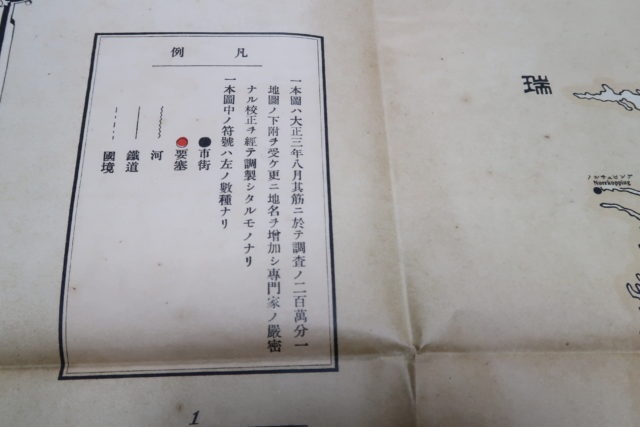 凡例
一本圖ハ大正三年八月其筋ニ於テ調査ノ二百萬分一
地圖ノ下附ヲ受ケ更ニ地名ヲ增加シ專門家ノ嚴密
ナル校正ヲ經テ調製シタルモノナリ
一本圖中ノ符號ハ左ノ數種ナリ
市街
要塞
河
鐵道
國境
瑞
Norrköping
1